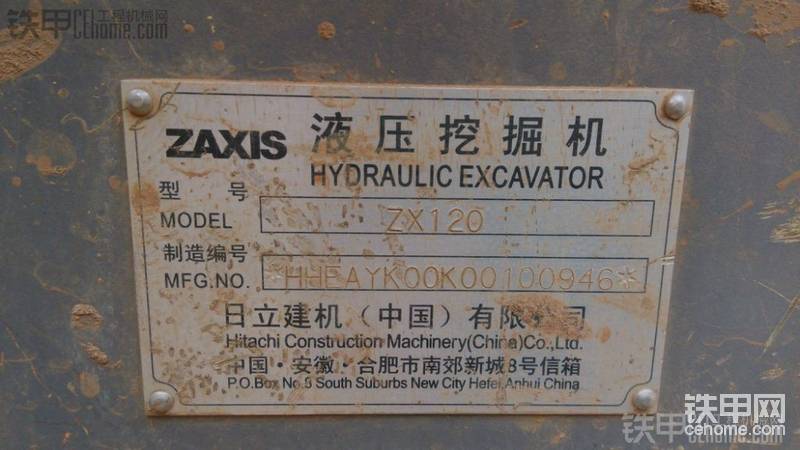 铁甲 工程机械网
CEhome.com
ZAXIS 液压挖掘机
HYDRAULIC EXCAVATOR
型号
MODEL ZX120
制造编号
MFG.NO. *HHEAYK00K00100946*
日立建机（中国）有限公司
Hitachi Construction Machinery(China)Co.,Ltd.
中国·安徽·合肥市南郊新城8号信箱
P.O.Box No.8 South Suburbs New City Hefei,Anhui China
铁甲网
cehome.com